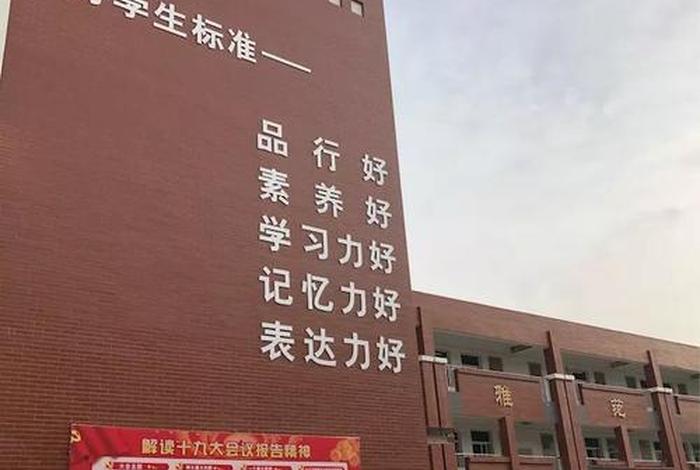 学生标准——
品行好
素养好
学习力好
记忆力好
表达力好
雅 范
解读十九大会议报告精神